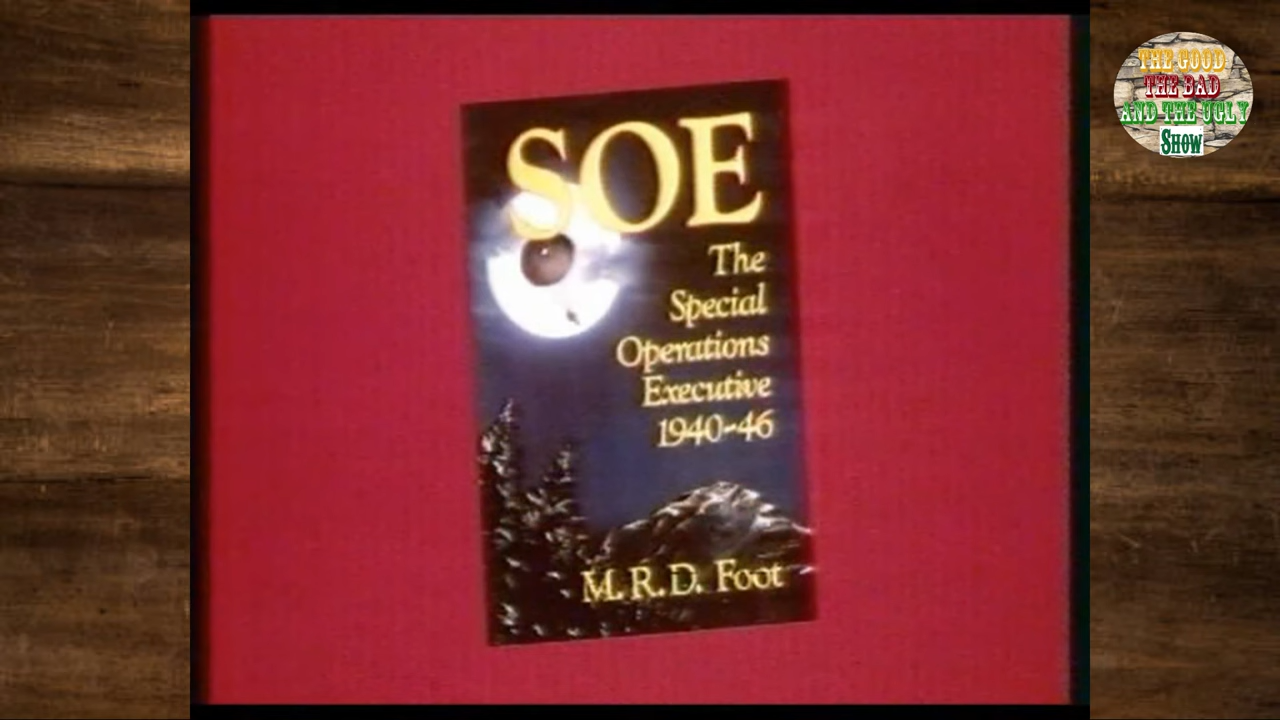 SOE
The
Special
Operations
Executive
1940-46
M.R.D. Foot
THE GOOD
THE BAD
AND THE UGLY
SHOW